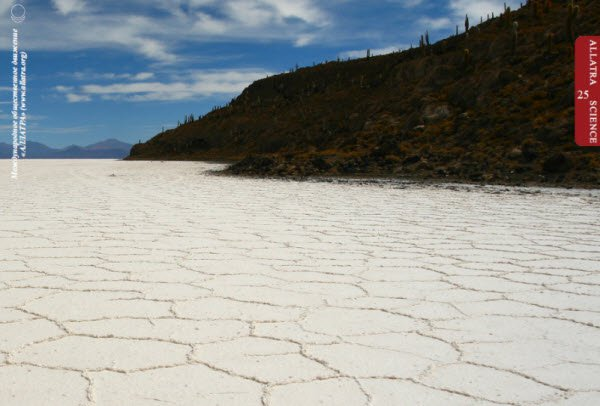 Международное общественное движение
«АЛЛАТРА» (www.allatra.org)
ALLATRA
25
SCIENCE